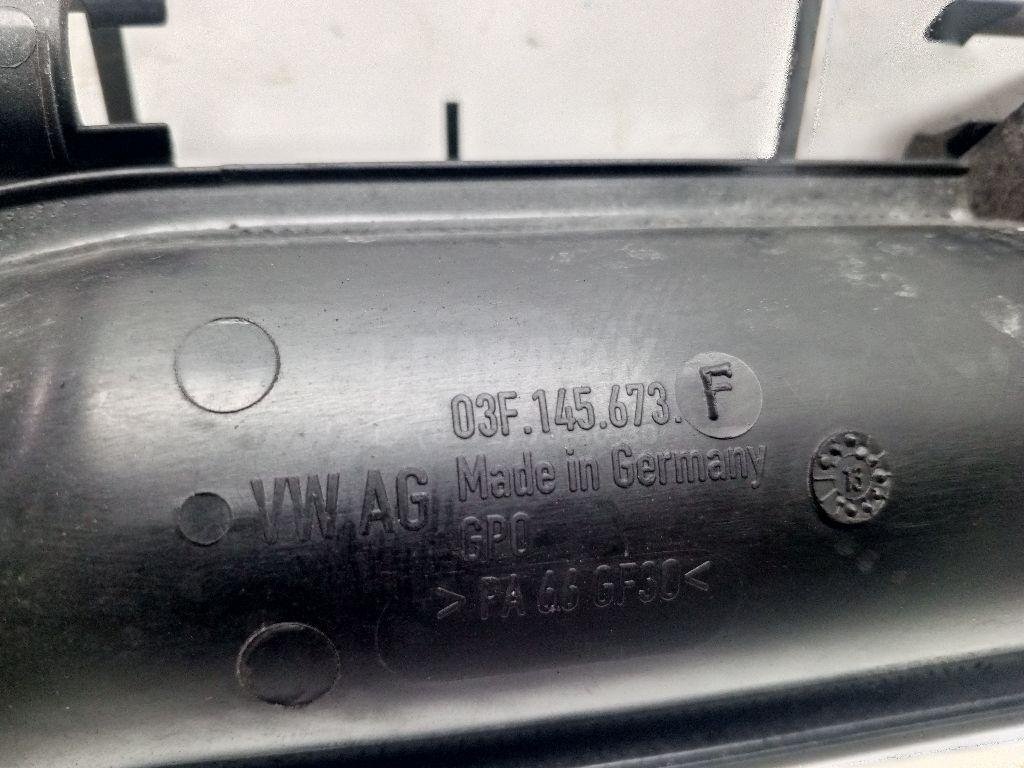 03F.145.673.F
VW AG
Made in Germany
GPO
>PA 66 GF30<
13